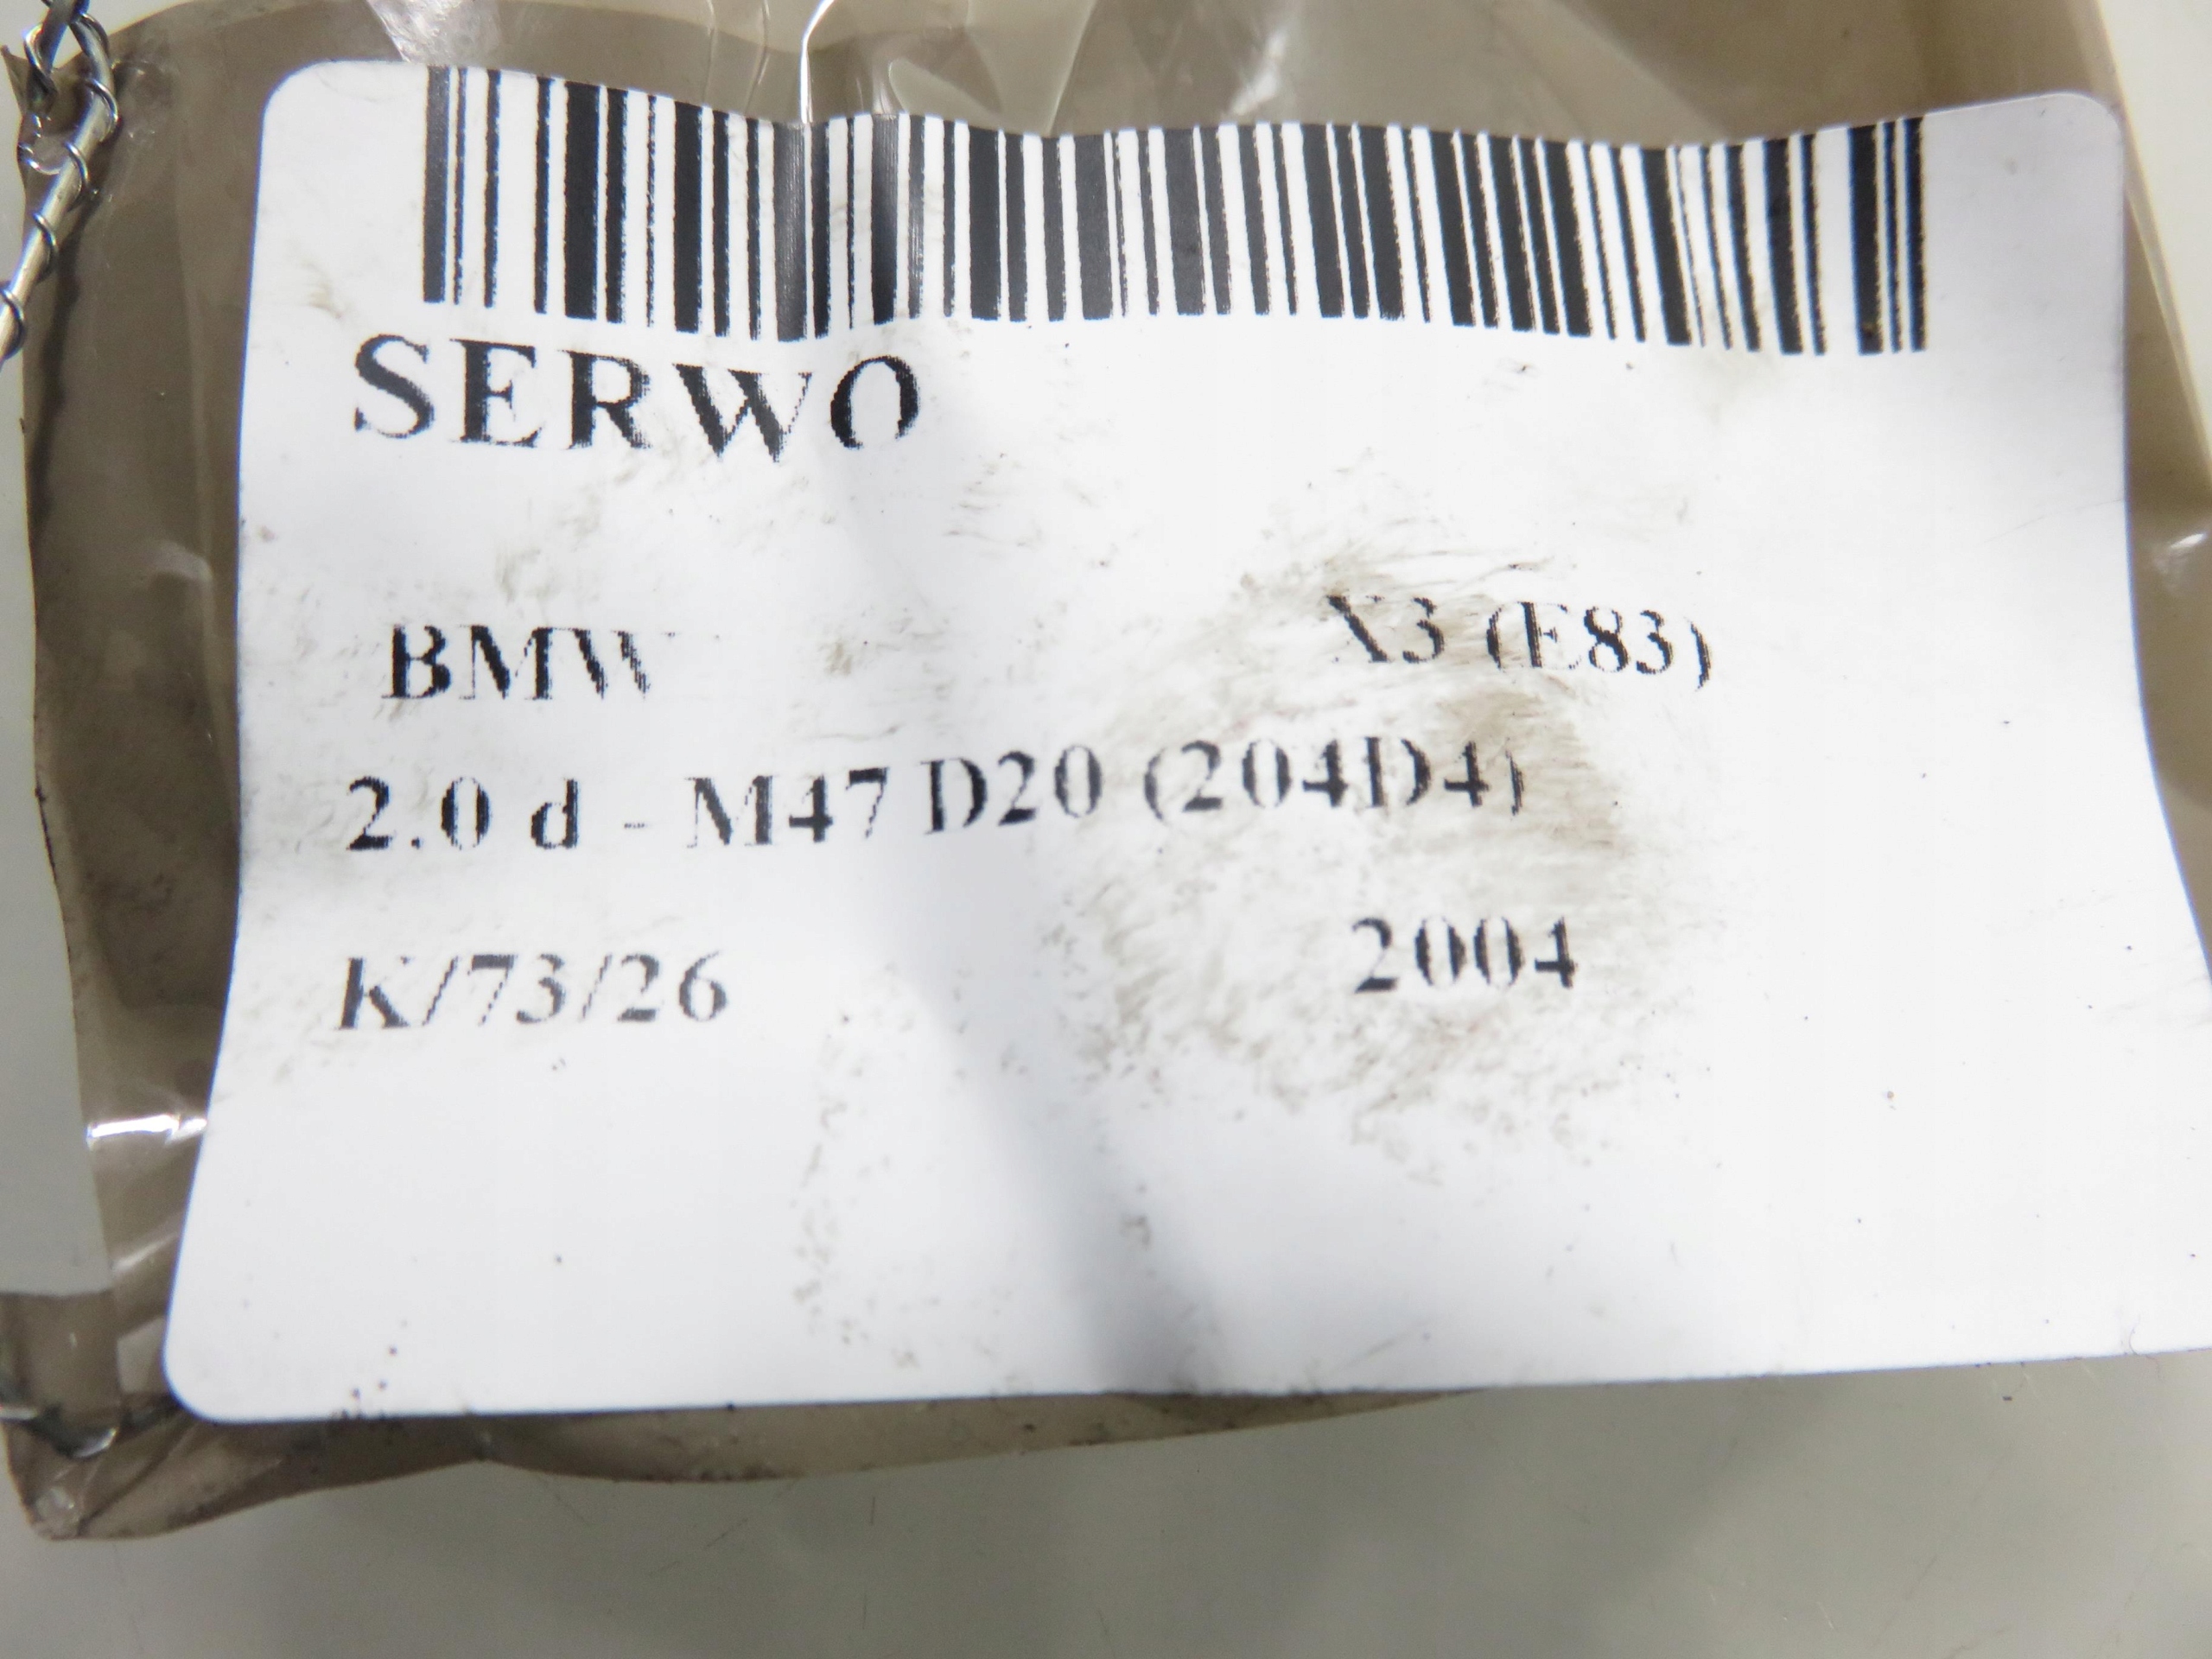 SERWO
BMW X3 (E83)
2.0 d - M47 D20 (204D4)
K/73/26 2004